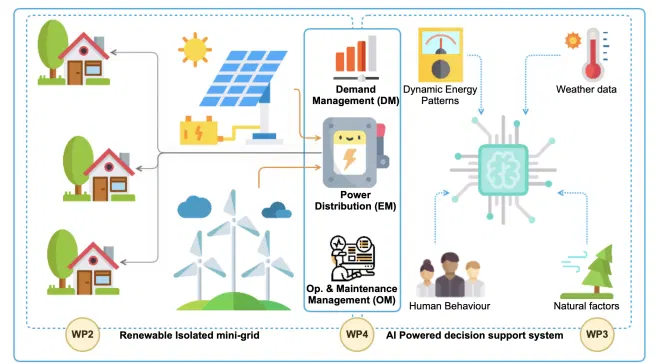 Demand
Management (DM)
Dynamic Energy
Patterns
Weather data
Power
Distribution (EM)
Op. & Maintenance
Management (OM)
Human Behaviour
Natural factors
WP2
Renewable Isolated mini-grid
WP4
AI Powered decision support system
WP3